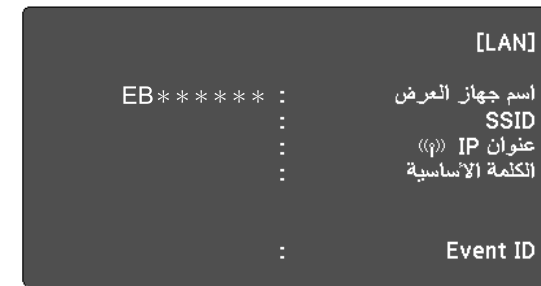 [LAN]
اسم جهاز العرض : EB******
SSID :
عنوان IP :
الكلمة الأساسية :
Event ID :